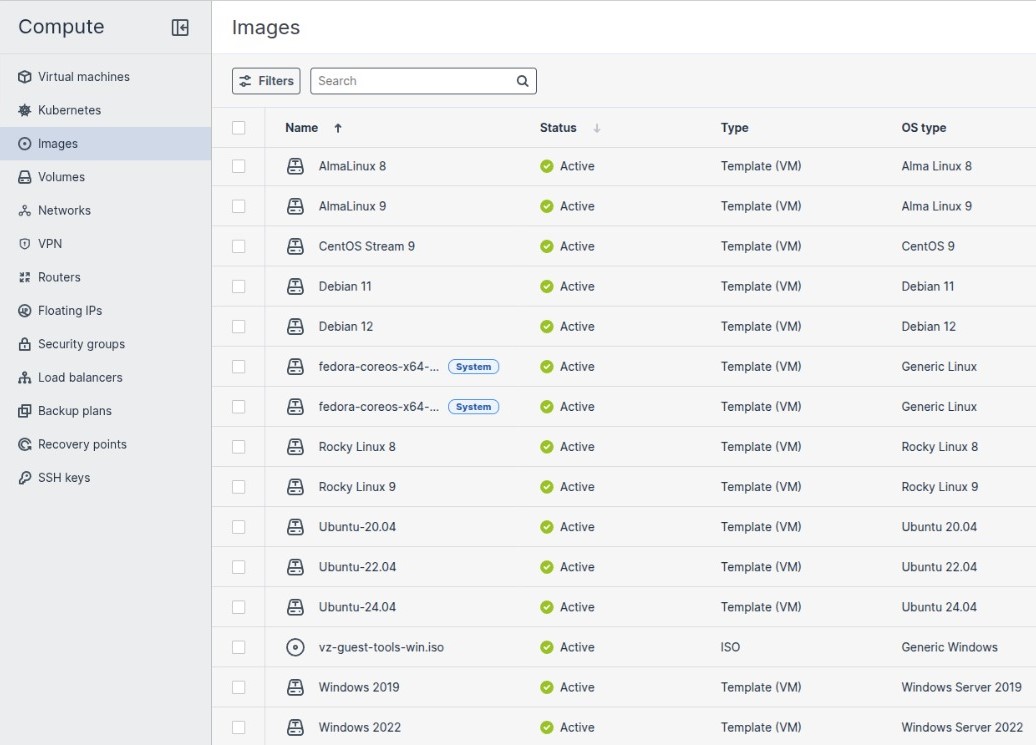 Compute
Virtual machines
Kubernetes
Images
Volumes
Networks
VPN
Routers
Floating IPs
Security groups
Load balancers
Backup plans
Recovery points
SSH keys
Images
Filters Search
Name Status Type OS type
AlmaLinux 8 Active Template (VM) Alma Linux 8
AlmaLinux 9 Active Template (VM) Alma Linux 9
CentOS Stream 9 Active Template (VM) CentOS 9
Debian 11 Active Template (VM) Debian 11
Debian 12 Active Template (VM) Debian 12
fedora-coreos-x64-... System Active Template (VM) Generic Linux
fedora-coreos-x64-... System Active Template (VM) Generic Linux
Rocky Linux 8 Active Template (VM) Rocky Linux 8
Rocky Linux 9 Active Template (VM) Rocky Linux 9
Ubuntu-20.04 Active Template (VM) Ubuntu 20.04
Ubuntu-22.04 Active Template (VM) Ubuntu 22.04
Ubuntu-24.04 Active Template (VM) Ubuntu 24.04
vz-guest-tools-win.iso Active ISO Generic Windows
Windows 2019 Active Template (VM) Windows Server 2019
Windows 2022 Active Template (VM) Windows Server 2022